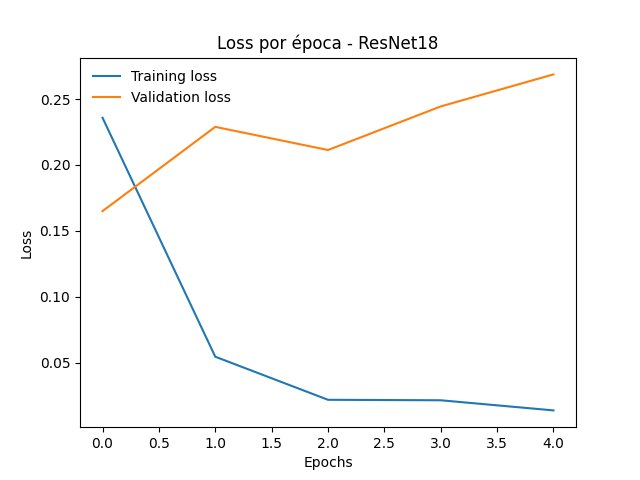 Loss por época - ResNet18
Training loss
Validation loss
0.25
0.20
0.15
0.10
0.05
Loss
0.0 0.5 1.0 1.5 2.0 2.5 3.0 3.5 4.0
Epochs